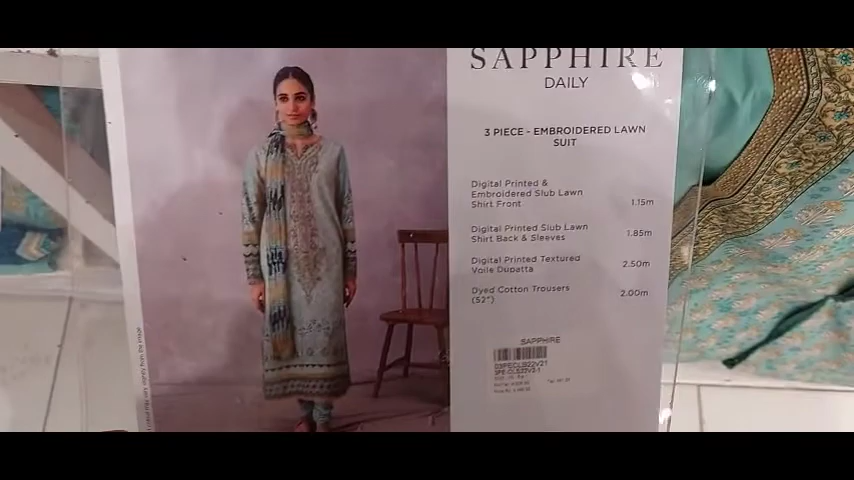 SAPPHIRE
DAILY
3 PIECE - EMBROIDERED LAWN
SUIT
Digital Printed &
Embroidered Slub Lawn
Shirt Front 1.15m
Digital Printed Slub Lawn
Shirt Back & Sleeves 1.85m
Digital Printed Textured
Voile Dupatta 2.50m
Dyed Cotton Trousers
(52") 2.00m
SAPPHIRE